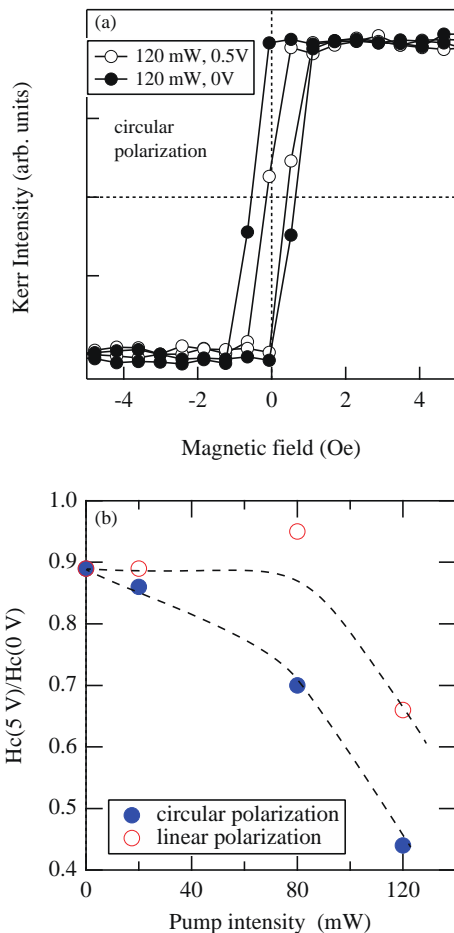 (a)
120 mW, 0.5V
120 mW, 0V
circular
polarization
Kerr Intensity (arb. units)
-4 -2 0 2 4
Magnetic field (Oe)
(b)
1.0
0.9
0.8
0.7
0.6
0.5
0.4
Hc(5 V)/Hc(0 V)
circular polarization
linear polarization
0 40 80 120
Pump intensity (mW)